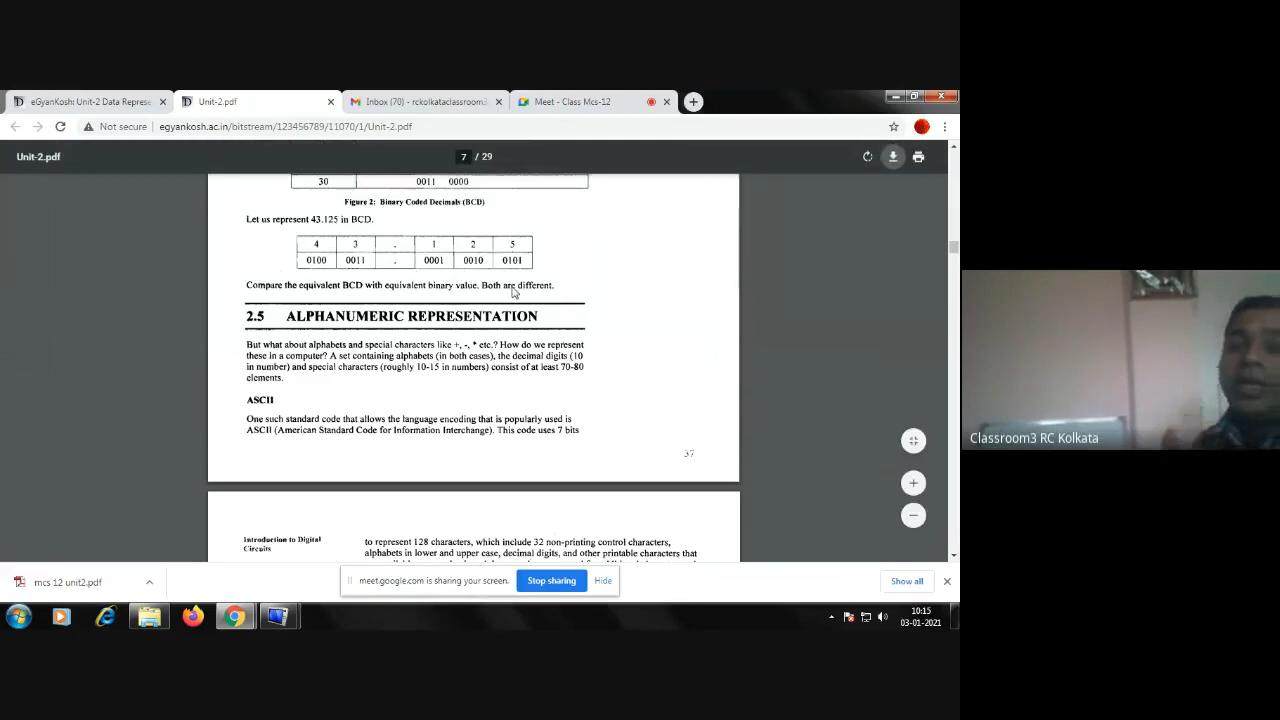 eGyanKosh: Unit-2 Data Represe
Unit-2.pdf
Inbox (70) - rckolkataclassroom3
Meet - Class Mcs-12
Not secure
egyankosh.ac.in/bitstream/123456789/11070/1/Unit-2.pdf
Unit-2.pdf
7 / 29
30 0011 0000
Figure 2: Binary Coded Decimals (BCD)
Let us represent 43.125 in BCD.
4 3 . 1 2 5
0100 0011 . 0001 0010 0101
Compare the equivalent BCD with equivalent binary value. Both are different.
2.5 ALPHANUMERIC REPRESENTATION
But what about alphabets and special characters like +, -, * etc.? How do we represent
these in a computer? A set containing alphabets (in both cases), the decimal digits (10
in number) and special characters (roughly 10-15 in numbers) consist of at least 70-80
elements.
ASCII
One such standard code that allows the language encoding that is popularly used is
ASCII (American Standard Code for Information Interchange). This code uses 7 bits
37
Introduction to Digital
Circuits
to represent 128 characters, which include 32 non-printing control characters,
alphabets in lower and upper case, decimal digits, and other printable characters that
Classroom3 RC Kolkata
mcs 12 unit2.pdf
meet.google.com is sharing your screen.
Stop sharing
Hide
Show all
10:15
03-01-2021